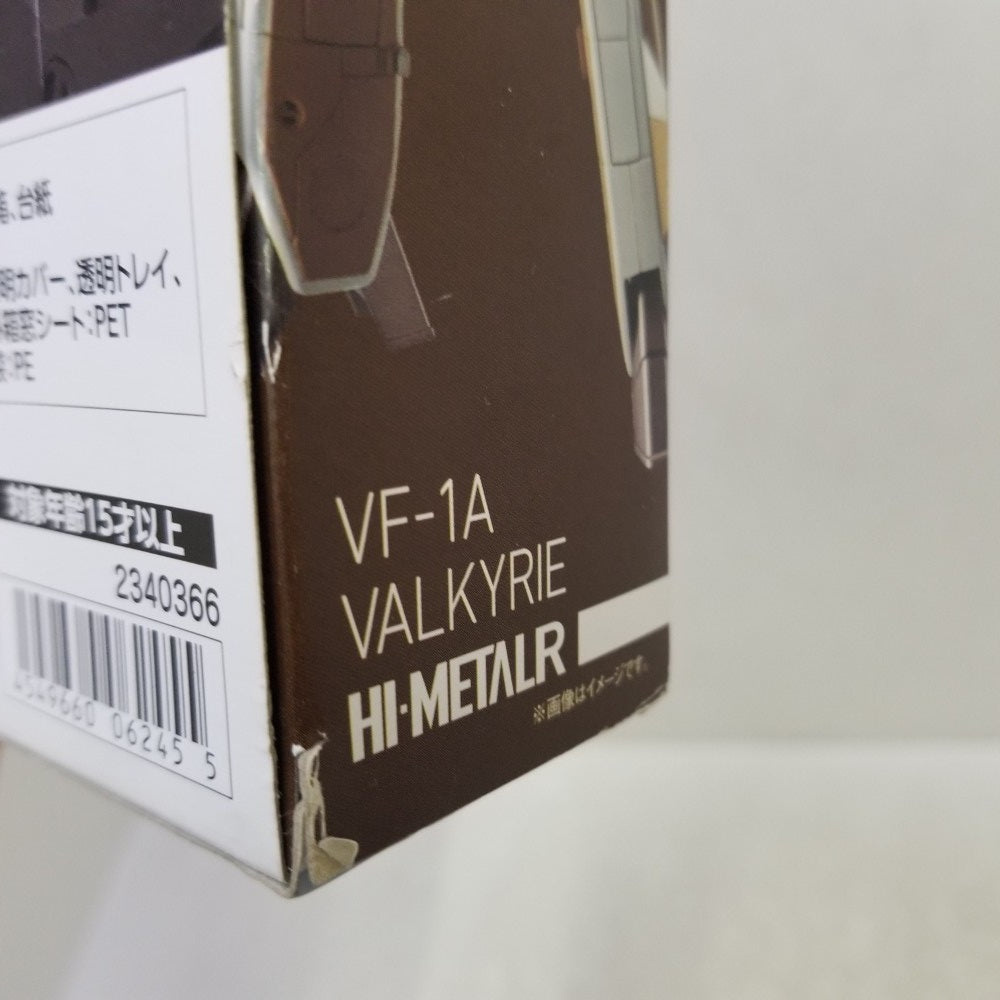 、台紙
明カバー、透明トレイ、
箱窓シート:PET
:PE
対象年齢15才以上
2340366
4549660 06245 5
VF-1A
VALKYRIE
HI-METALR
※画像はイメージです。